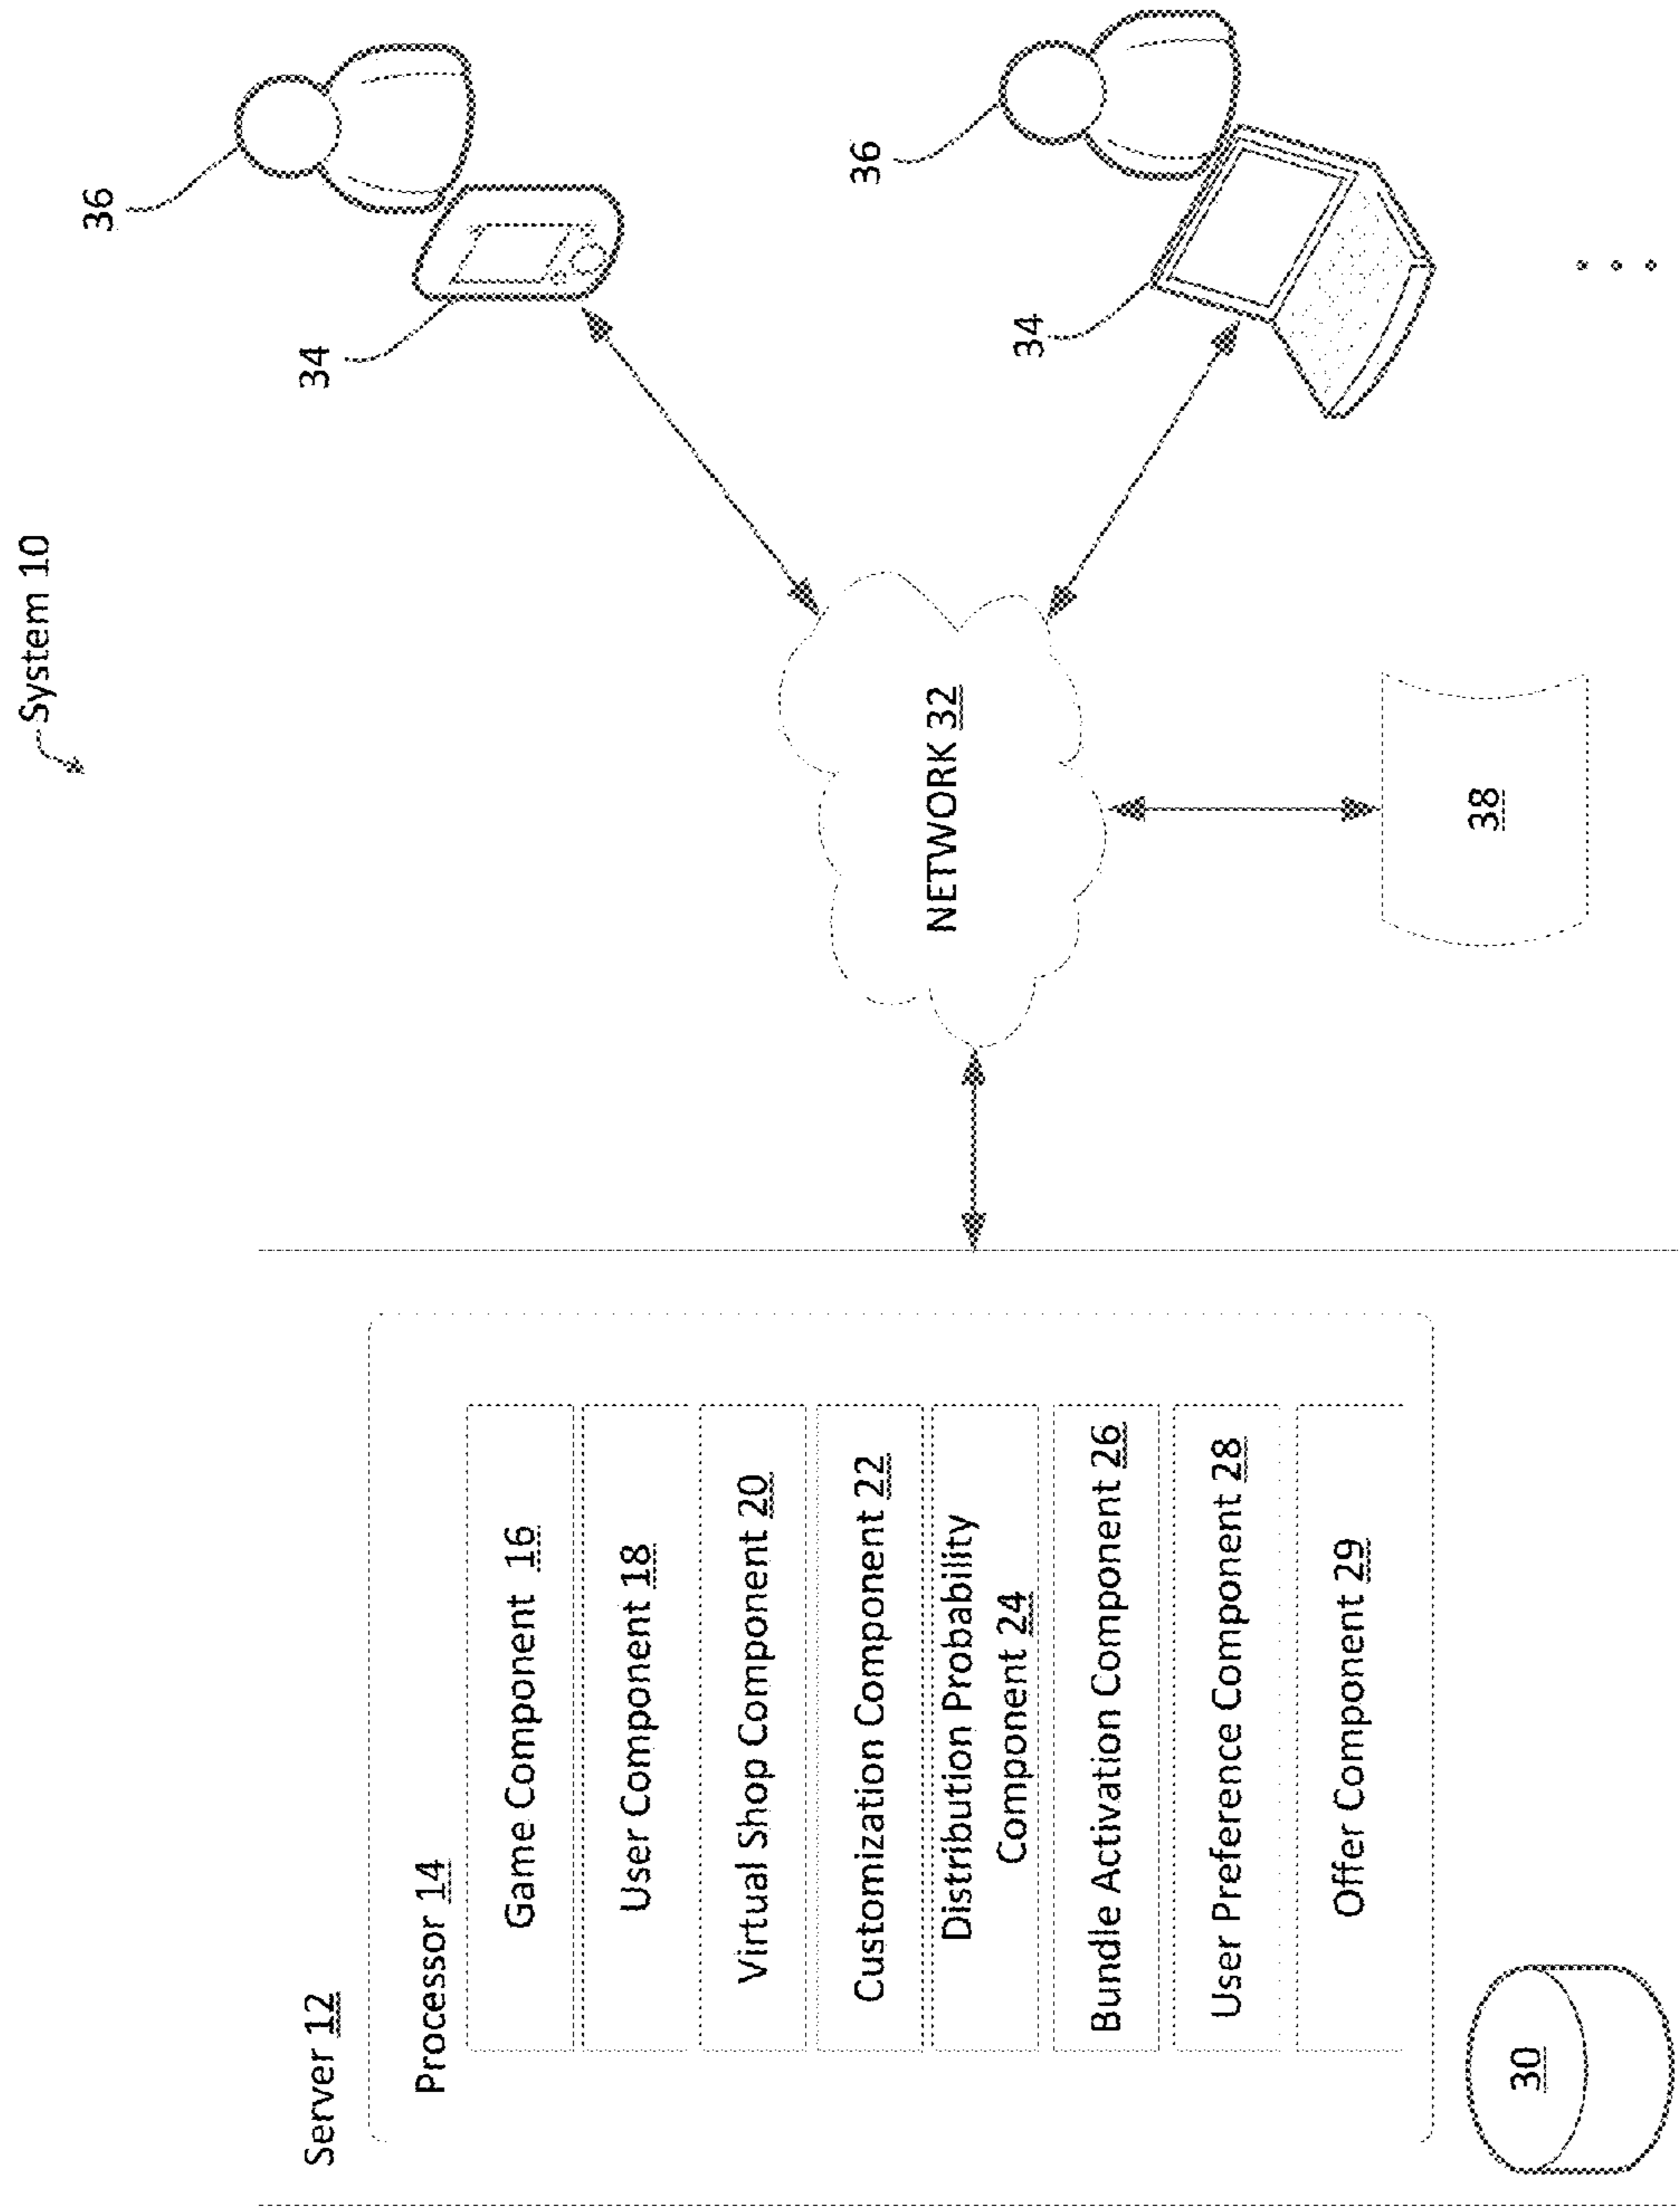 System 10
Server 12
Processor 14
Game Component 16
User Component 18
Virtual Shop Component 20
Customization Component 22
Distribution Probability
Component 24
Bundle Activation Component 26
User Preference Component 28
Offer Component 29
30
NETWORK 32
38
34
36
34
36